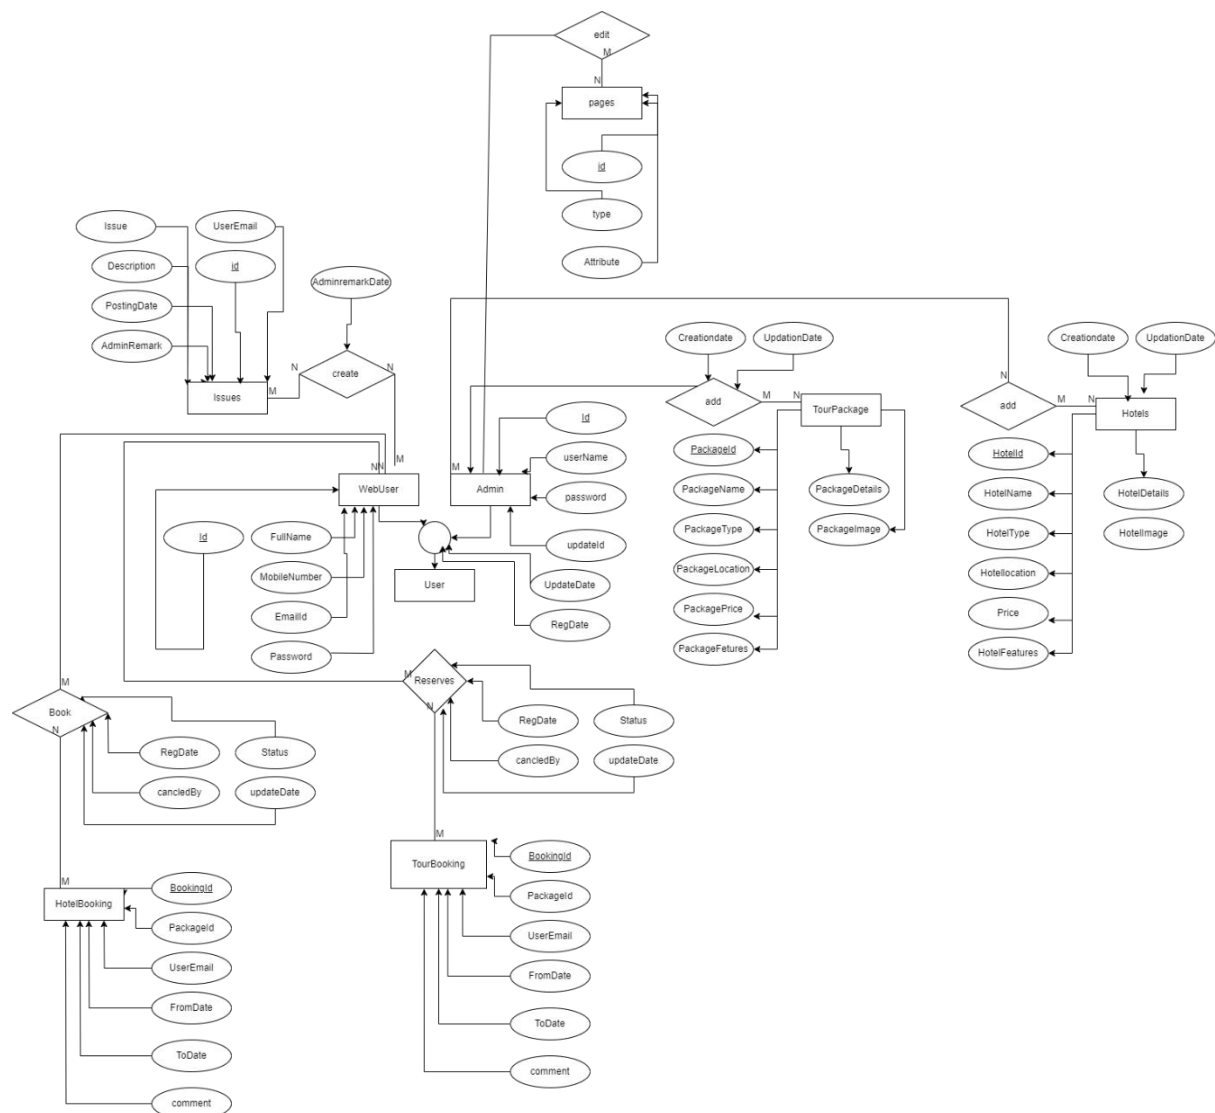 edit
M
N
pages
id
type
Attribute
Issue
UserEmail
Description
id
PostingDate
AdminRemark
AdminremarkDate
N
N
create
Issues
M
M
Creationdate
UpdationDate
add
M
N
TourPackage
PackageId
PackageName
PackageType
PackageLocation
PackagePrice
PackageFetures
PackageDetails
PackageImage
Creationdate
UpdationDate
N
add
M
N
Hotels
HotelId
HotelName
HotelType
Hotellocation
Price
HotelFeatures
HotelDetails
HotelImage
NN
WebUser
M
Admin
Id
userName
password
updateId
UpdateDate
RegDate
User
Id
FullName
MobileNumber
EmailId
Password
M
Book
N
RegDate
Status
cancledBy
updateDate
M
Reserves
N
RegDate
Status
cancledBy
updateDate
M
HotelBooking
BookingId
PackageId
UserEmail
FromDate
ToDate
comment
M
TourBooking
BookingId
PackageId
UserEmail
FromDate
ToDate
comment